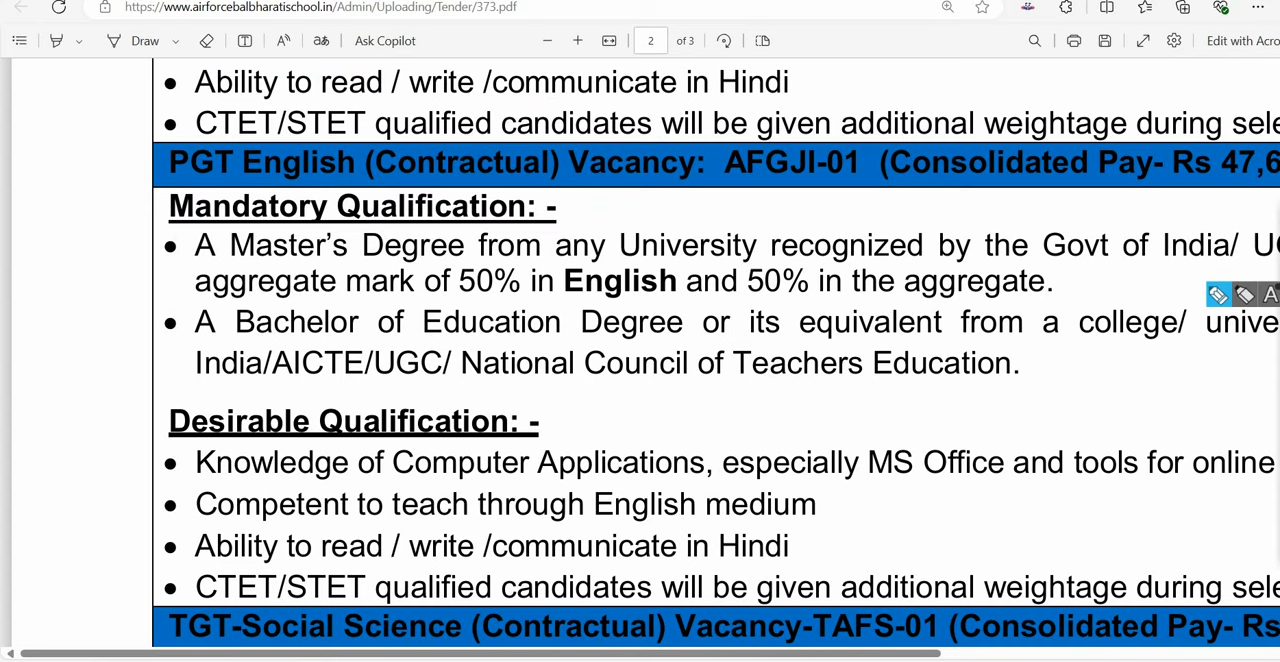 https://www.airforcebalbharatischool.in/Admin/Uploading/Tender/373.pdf
Draw Ask Copilot 2 of 3 Edit with Acro
• Ability to read / write /communicate in Hindi
• CTET/STET qualified candidates will be given additional weightage during sele
PGT English (Contractual) Vacancy: AFGJI-01 (Consolidated Pay- Rs 47,6
Mandatory Qualification: -
• A Master’s Degree from any University recognized by the Govt of India/ UG
aggregate mark of 50% in English and 50% in the aggregate.
• A Bachelor of Education Degree or its equivalent from a college/ unive
India/AICTE/UGC/ National Council of Teachers Education.
Desirable Qualification: -
• Knowledge of Computer Applications, especially MS Office and tools for online
• Competent to teach through English medium
• Ability to read / write /communicate in Hindi
• CTET/STET qualified candidates will be given additional weightage during sele
TGT-Social Science (Contractual) Vacancy-TAFS-01 (Consolidated Pay- Rs